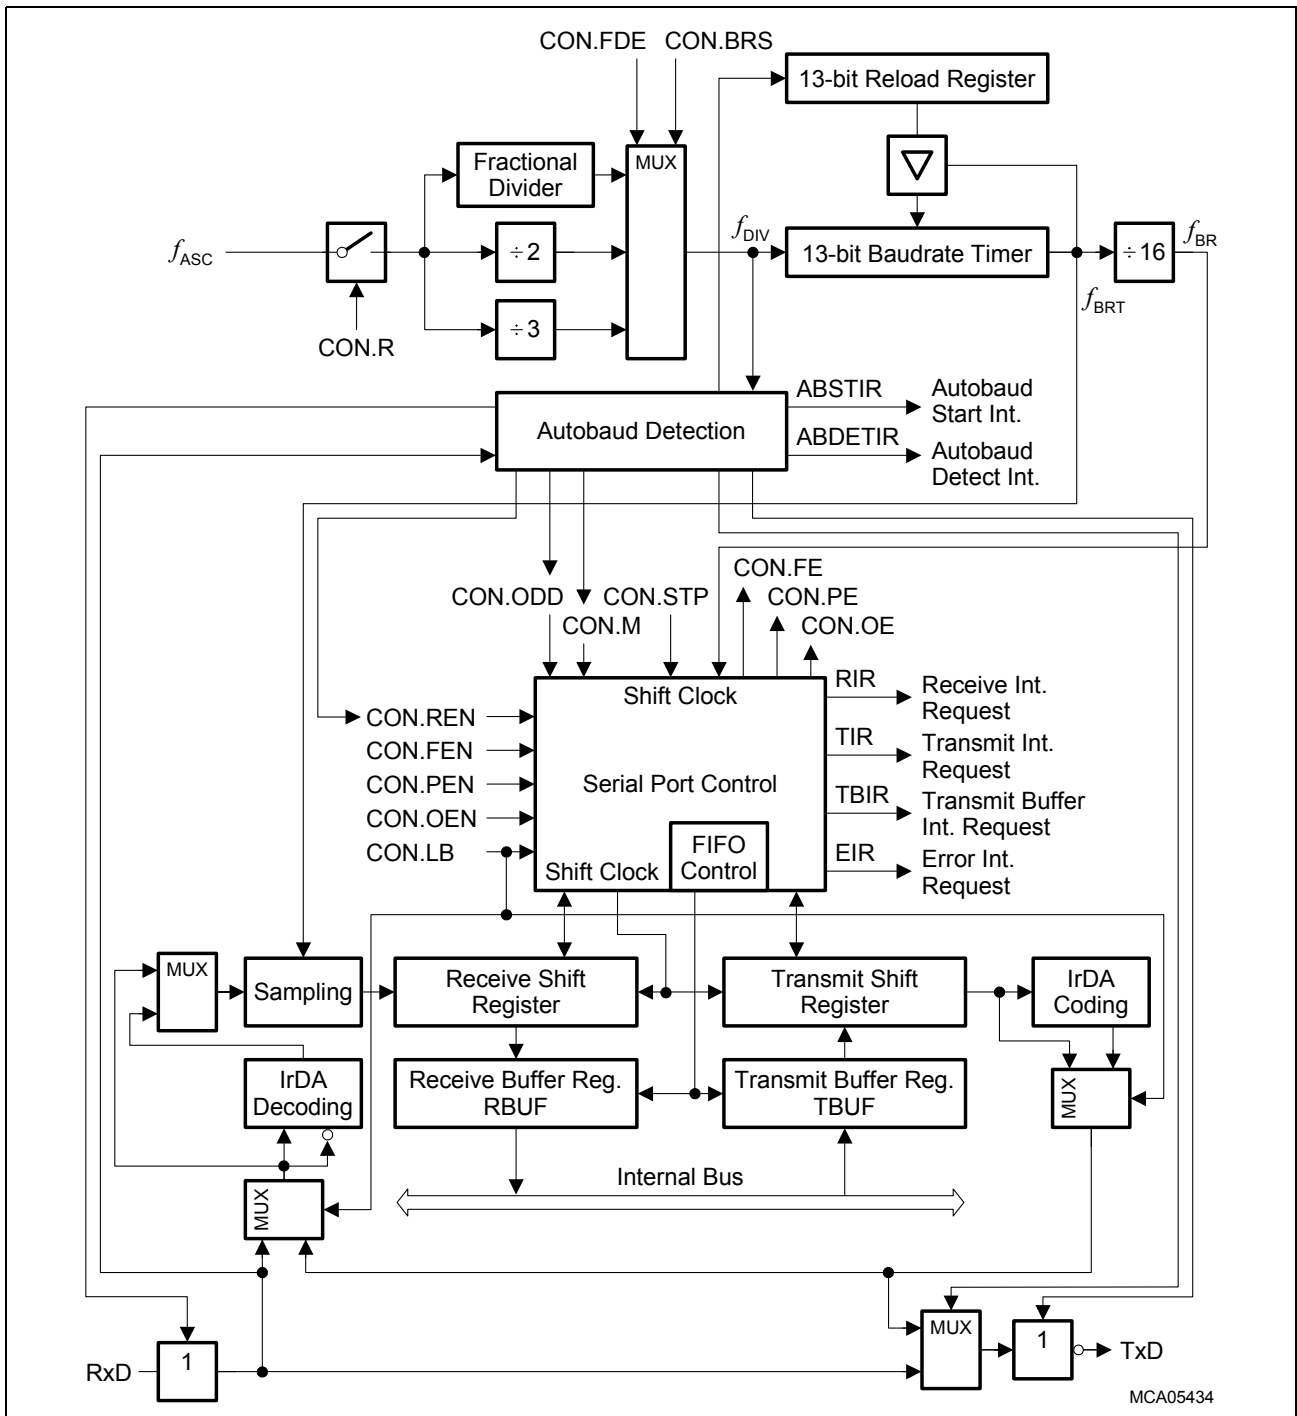 CON.FDE CON.BRS
13-bit Reload Register
Fractional
Divider
MUX
fASC
÷2
fDIV
13-bit Baudrate Timer
÷16
fBR
fBRT
÷3
CON.R
Autobaud Detection
ABSTIR
Autobaud
Start Int.
ABDETIR
Autobaud
Detect Int.
CON.FE
CON.ODD
CON.STP
CON.PE
CON.M
CON.OE
Shift Clock
RIR
Receive Int.
Request
CON.REN
CON.FEN
CON.PEN
CON.OEN
CON.LB
TIR
Transmit Int.
Request
Serial Port Control
TBIR
Transmit Buffer
Int. Request
FIFO
Control
EIR
Error Int.
Request
Shift Clock
MUX
Sampling
Receive Shift
Register
Transmit Shift
Register
IrDA
Coding
IrDA
Decoding
Receive Buffer Reg.
RBUF
Transmit Buffer Reg.
TBUF
MUX
Internal Bus
MUX
MUX
1
RxD
1
TxD
MCA05434